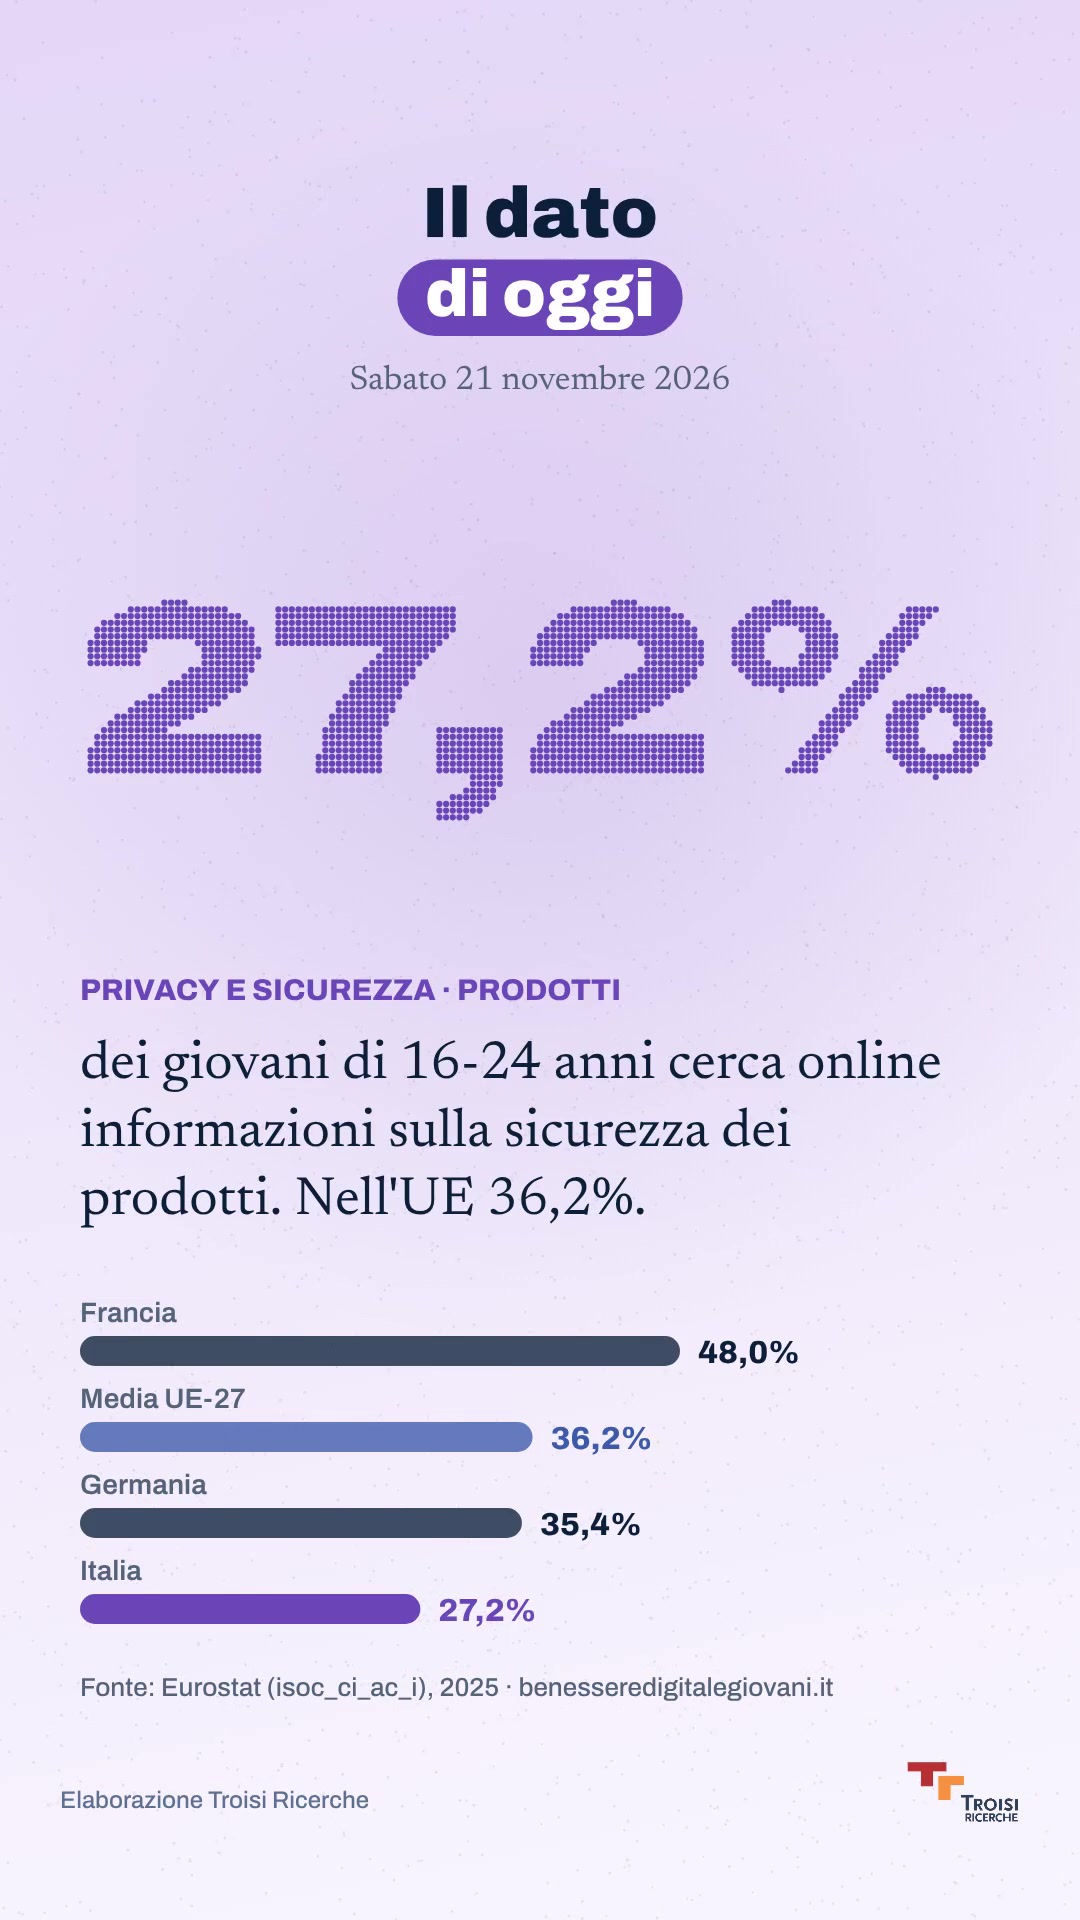 Il dato
di oggi
Sabato 21 novembre 2026
27,2%
PRIVACY E SICUREZZA · PRODOTTI
dei giovani di 16-24 anni cerca online
informazioni sulla sicurezza dei
prodotti. Nell'UE 36,2%.
Francia
48,0%
Media UE-27
36,2%
Germania
35,4%
Italia
27,2%
Fonte: Eurostat (isoc_ci_ac_i), 2025 · benesseredigitalegiovani.it
Elaborazione Troisi Ricerche
TROISI
RICERCHE